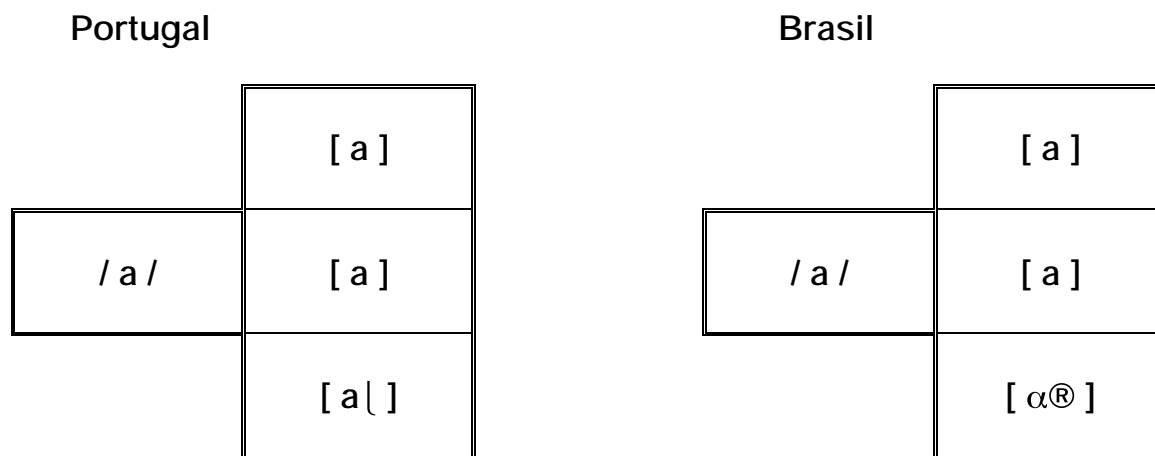 Portugal Brasil
[ a ] [ a ]
/ a / [ a ] / a / [ a ]
[ a⎩ ] [ α® ]